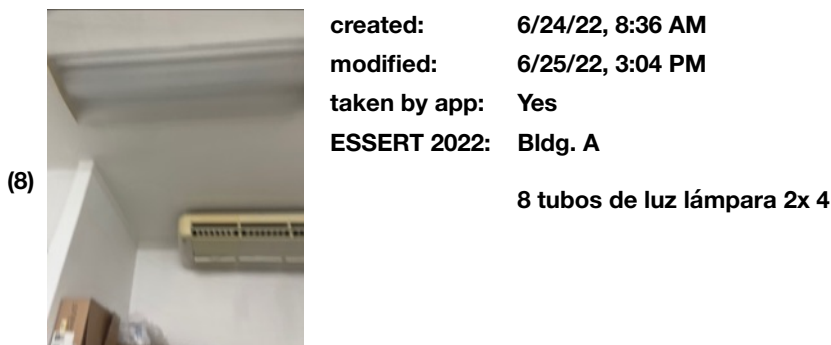 created: 6/24/22, 8:36 AM
modified: 6/25/22, 3:04 PM
taken by app: Yes
ESSERT 2022: Bldg. A
(8)
8 tubos de luz lámpara 2x 4